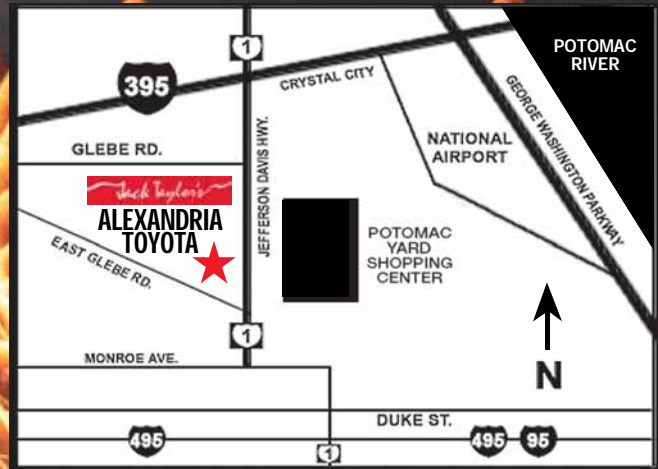 1
POTOMAC
RIVER
395
CRYSTAL CITY
GEORGE WASHINGTON PARKWAY
GLEBE RD.
JEFFERSON DAVIS HWY.
NATIONAL
AIRPORT
Jack Taylor's
ALEXANDRIA
TOYOTA
EAST GLEBE RD.
POTOMAC
YARD
SHOPPING
CENTER
1
MONROE AVE.
N
DUKE ST.
495
1
495
95